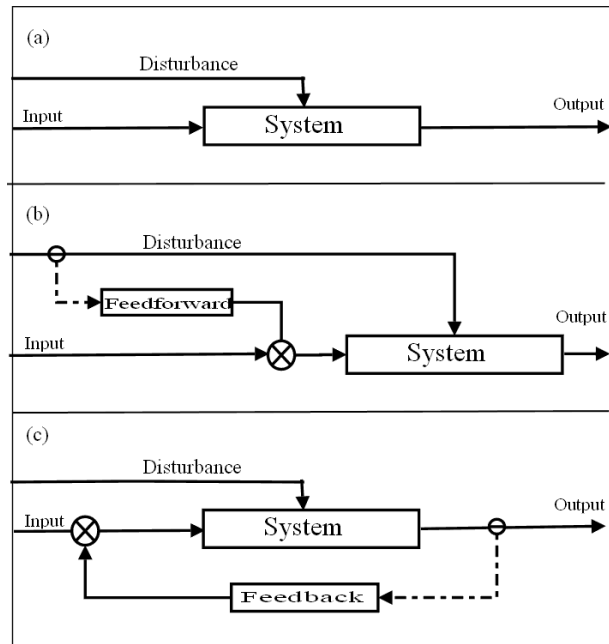 (a)
Disturbance
Input
System
Output
(b)
Disturbance
Feedforward
Input
System
Output
(c)
Disturbance
Input
System
Output
Feedback